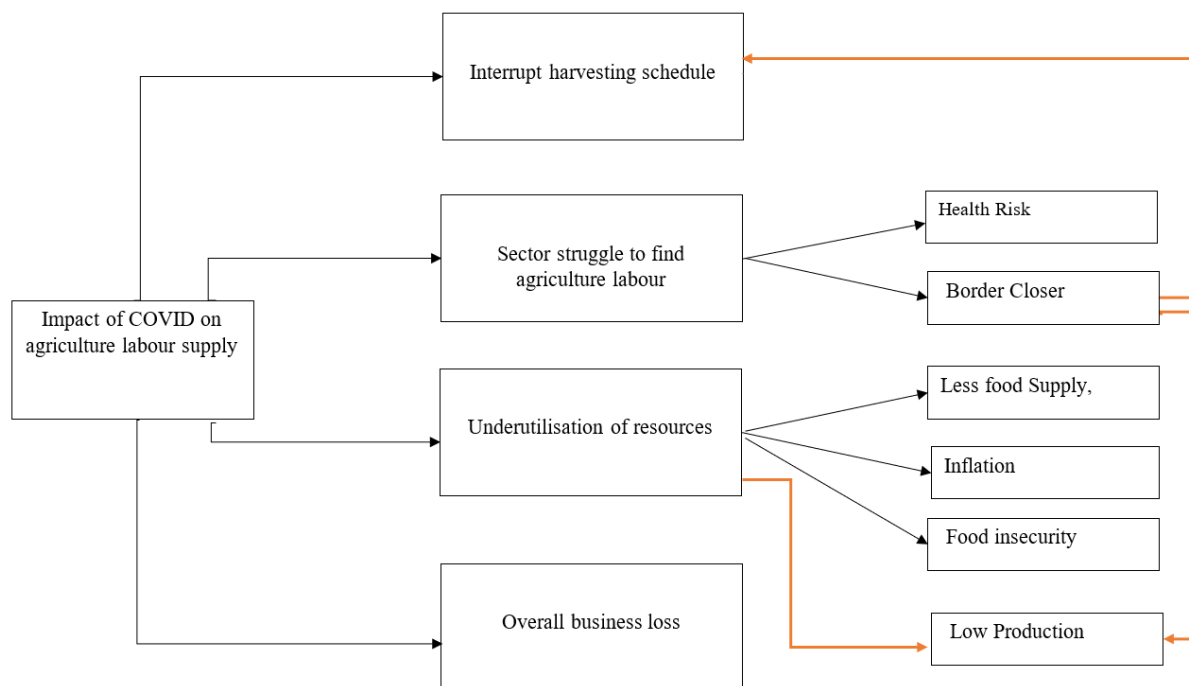 Interrupt harvesting schedule
Health Risk
Sector struggle to find
agriculture labour
Border Closer
Impact of COVID on
agriculture labour supply
Less food Supply,
Underutilisation of resources
Inflation
Food insecurity
Overall business loss
Low Production